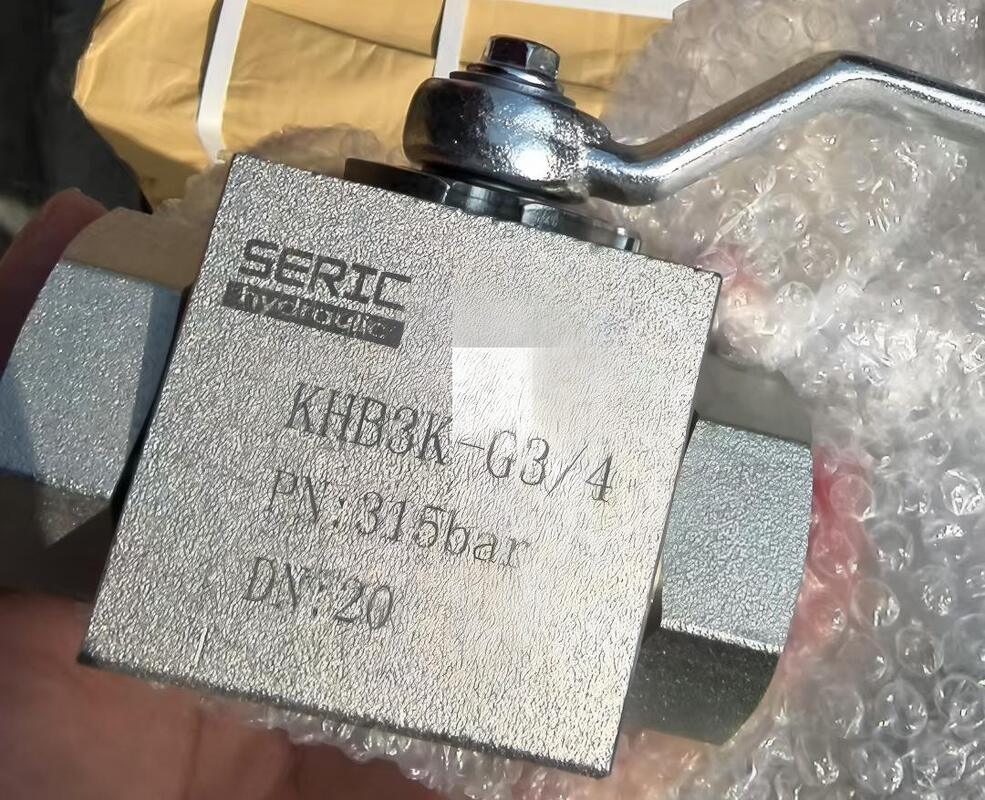 SERIC
hydraulic
KHB3K-G3/4
PN:315bar
DN:20